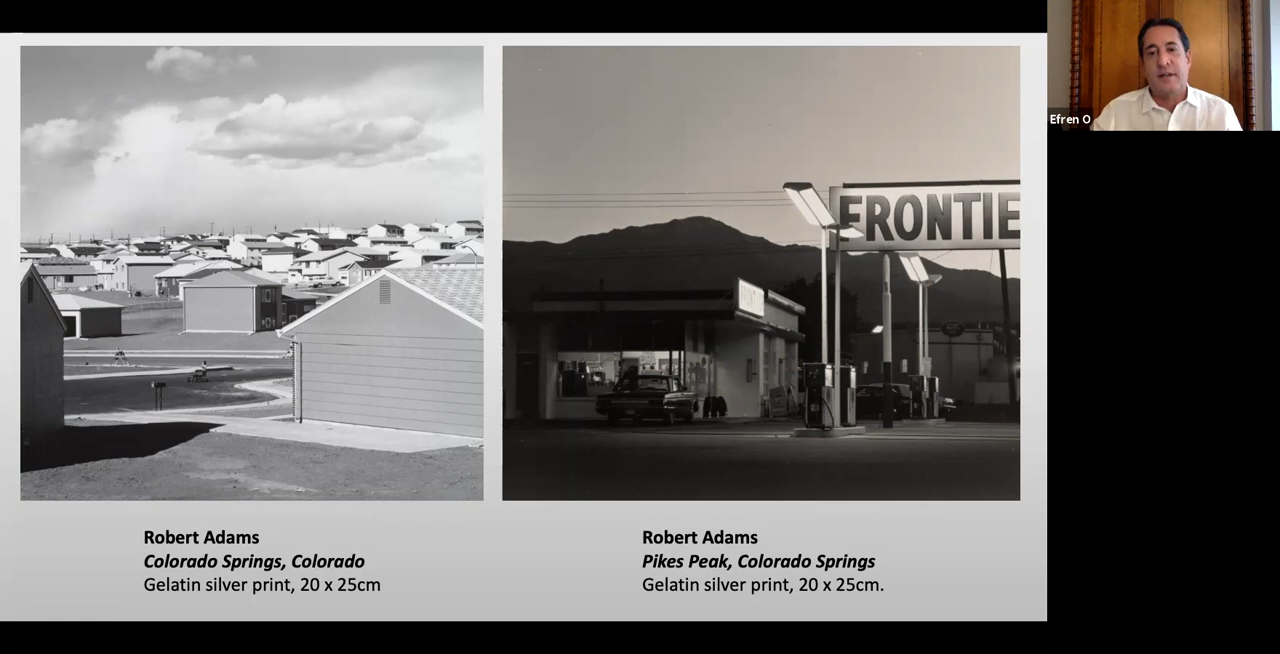 FRONTIE
Efren O
Robert Adams
Colorado Springs, Colorado
Gelatin silver print, 20 x 25cm
Robert Adams
Pikes Peak, Colorado Springs
Gelatin silver print, 20 x 25cm.